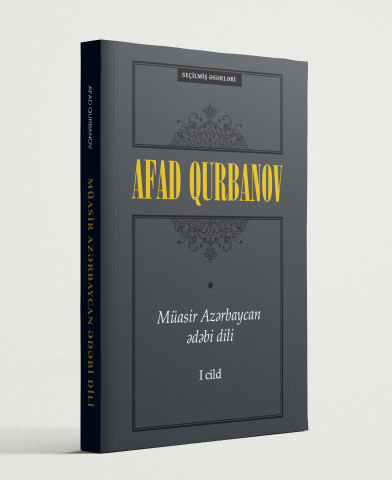 SEÇİLMİŞ ƏSƏRLƏRİ
AFAD QURBANOV
Müasir Azərbaycan
ədəbi dili
I cild
AFAD QURBANOV
MÜASİR AZƏRBAYCAN ƏDƏBİ DİLİ